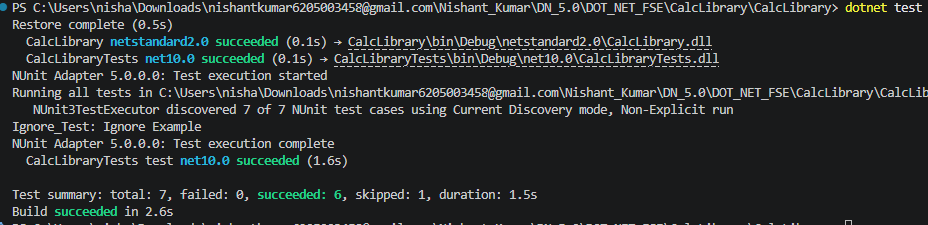 PS C:\Users\nisha\Downloads\nishantkumar6205003458@gmail.com\Nishant_Kumar\DN_5.0\DOT_NET_FSE\CalcLibrary\CalcLibrary> dotnet test
Restore complete (0.5s)
CalcLibrary netstandard2.0 succeeded (0.1s) → CalcLibrary\bin\Debug\netstandard2.0\CalcLibrary.dll
CalcLibraryTests net10.0 succeeded (0.1s) → CalcLibraryTests\bin\Debug\net10.0\CalcLibraryTests.dll
NUnit Adapter 5.0.0.0: Test execution started
Running all tests in C:\Users\nisha\Downloads\nishantkumar6205003458@gmail.com\Nishant_Kumar\DN_5.0\DOT_NET_FSE\CalcLibrary\CalcLib
NUnit3TestExecutor discovered 7 of 7 NUnit test cases using Current Discovery mode, Non-Explicit run
Ignore_Test: Ignore Example
NUnit Adapter 5.0.0.0: Test execution complete
CalcLibraryTests test net10.0 succeeded (1.6s)
Test summary: total: 7, failed: 0, succeeded: 6, skipped: 1, duration: 1.5s
Build succeeded in 2.6s